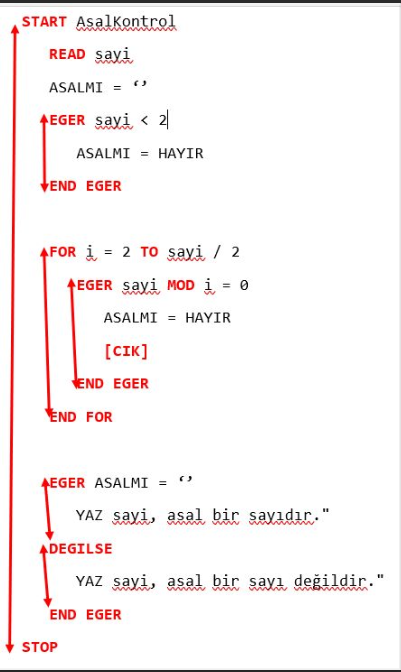 START AsalKontrol
READ sayi
ASALMI = ‘’
EGER sayi < 2
ASALMI = HAYIR
END EGER
FOR i = 2 TO sayi / 2
EGER sayi MOD i = 0
ASALMI = HAYIR
[CIK]
END EGER
END FOR
EGER ASALMI = ‘’
YAZ sayi, asal bir sayıdır."
DEGILSE
YAZ sayi, asal bir sayı değildir."
END EGER
STOP